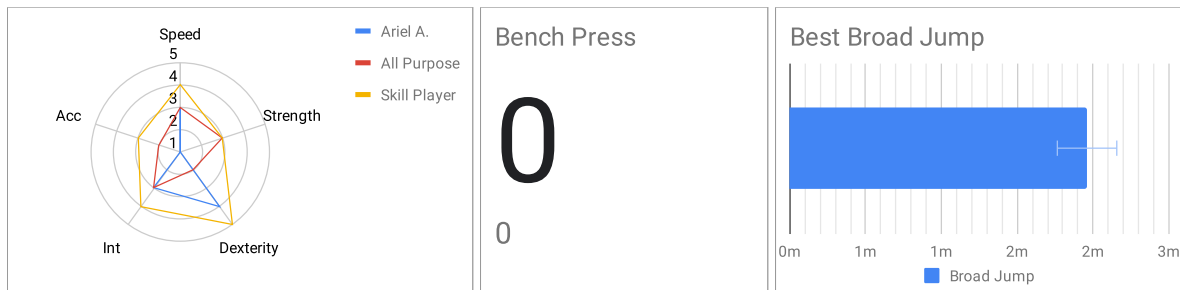 Speed
5
4
3
2
1
Acc
Strength
Int
Dexterity
Ariel A.
All Purpose
Skill Player
Bench Press
0
0
Best Broad Jump
0m 1m 1m 2m 2m 3m
Broad Jump